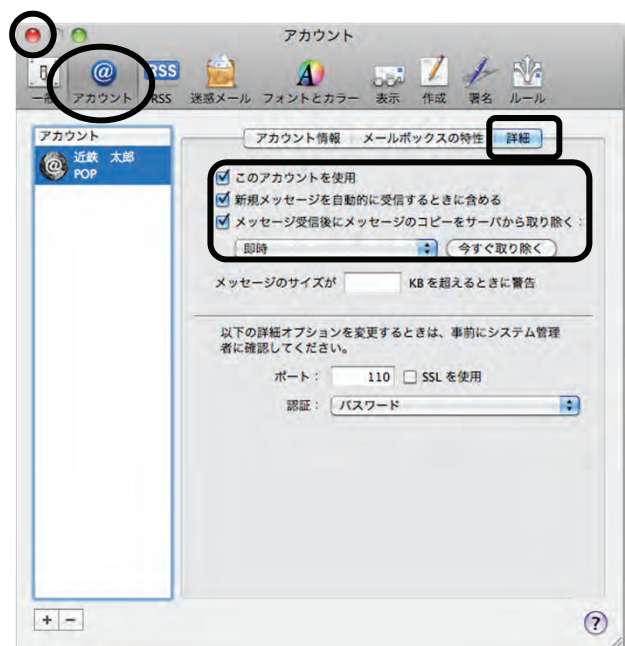 アカウント
一般 アカウント RSS 迷惑メール フォントとカラー 表示 作成 署名 ルール
アカウント
近鉄 太郎
POP
アカウント情報 メールボックスの特性 詳細
このアカウントを使用
新規メッセージを自動的に受信するときに含める
メッセージ受信後にメッセージのコピーをサーバから取り除く：
即時 今すぐ取り除く
メッセージのサイズが KB を超えるときに警告
以下の詳細オプションを変更するときは、事前にシステム管理
者に確認してください。
ポート： 110 SSL を使用
認証： パスワード